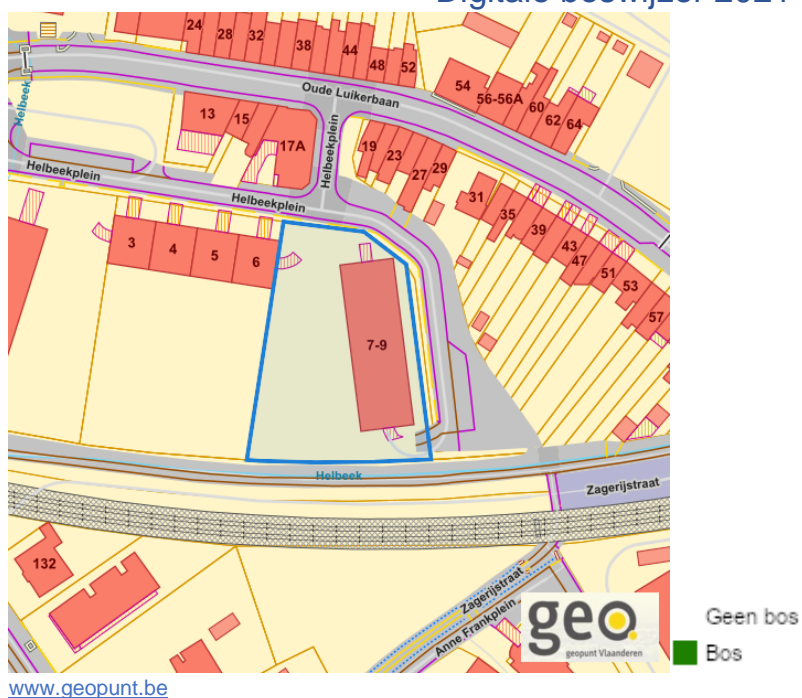 Digitale boswijzer 2021
24 28 32 38 44 48 52
54 56-56A 60 62 64
Oude Luikerbaan
Helbeek
13 15 17A
Helbeekplein
19 23 27 29
Helbeekplein
Helbeekplein
31 35 39 43 47 51 53 57
3 4 5 6
7-9
Helbeek
Zagerijstraat
132
Zagerijstraat
Anne Frankplein
geo.
geopunt Vlaanderen
Geen bos
Bos
www.geopunt.be